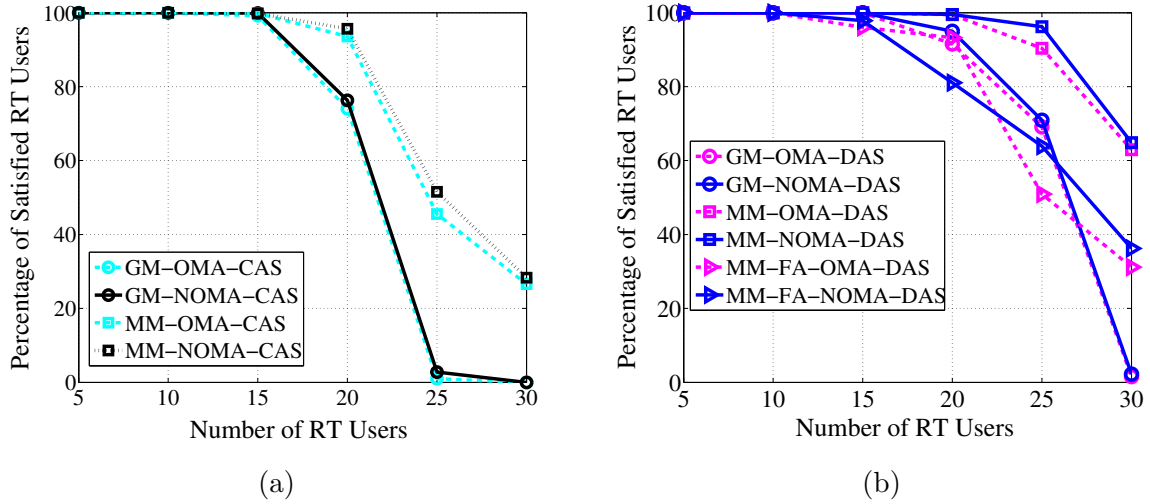 100
80
60
40
20
0
Percentage of Satisfied RT Users
GM−OMA−CAS
GM−NOMA−CAS
MM−OMA−CAS
MM−NOMA−CAS
5 10 15 20 25 30
Number of RT Users
(a)
100
80
60
40
20
0
Percentage of Satisfied RT Users
GM−OMA−DAS
GM−NOMA−DAS
MM−OMA−DAS
MM−NOMA−DAS
MM−FA−OMA−DAS
MM−FA−NOMA−DAS
5 10 15 20 25 30
Number of RT Users
(b)